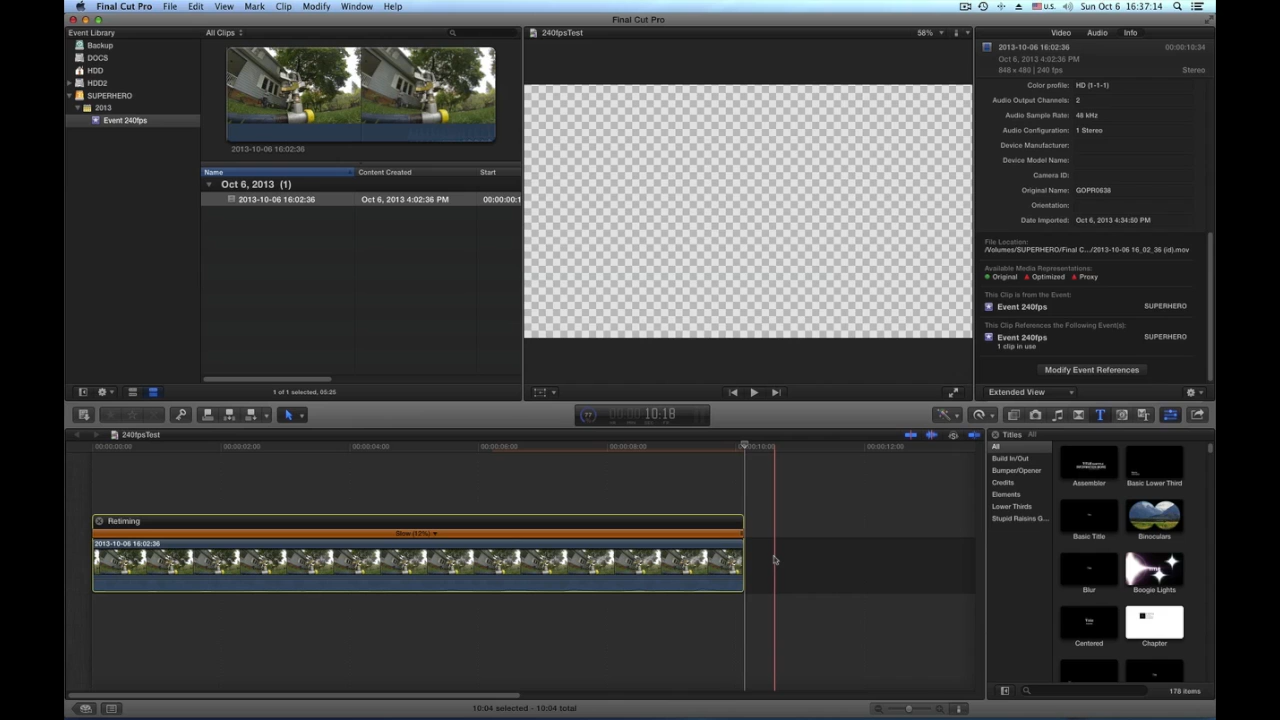 Final Cut Pro File Edit View Mark Clip Modify Window Help U.S. Sun Oct 6 16:37:14
Final Cut Pro
Event Library
Backup
DOCS
HDD
HDD2
SUPERHERO
2013
Event 240fps
All Clips
2013-10-06 16:02:36
Name Content Created Start
Oct 6, 2013 (1)
2013-10-06 16:02:36 Oct 6, 2013 4:02:36 PM 00:00:00:1
1 of 1 selected, 05:25
240fpsTest 58%
Video Audio Info
2013-10-06 16:02:36 00:00:10:34
Oct 6, 2013 4:02:36 PM
848 x 480 | 240 fps Stereo
Color profile: HD (1-1-1)
Audio Output Channels: 2
Audio Sample Rate: 48 kHz
Audio Configuration: 1 Stereo
Device Manufacturer:
Device Model Name:
Camera ID:
Original Name: GOPR0638
Orientation:
Date Imported: Oct 6, 2013 4:34:50 PM
File Location:
/Volumes/SUPERHERO/Final C.../2013-10-06 16_02_36 (id).mov
Available Media Representations:
Original Optimized Proxy
This Clip is from the Event:
Event 240fps SUPERHERO
This Clip References the Following Event(s):
Event 240fps SUPERHERO
1 clip in use
Modify Event References
Extended View
77 00:00:10:18
240fpsTest
00:00:00:00 00:00:02:00 00:00:04:00 00:00:06:00 00:00:08:00 00:00:10:00 00:00:12:00
Retiming
Slow (12%)
2013-10-06 16:02:36
10:04 selected - 10:04 total
Titles All
All
Build In/Out
Bumper/Opener
Credits
Elements
Lower Thirds
Stupid Raisins G...
Assembler Basic Lower Third
Basic Title Binoculars
Blur Boogie Lights
Centered Chapter
178 items